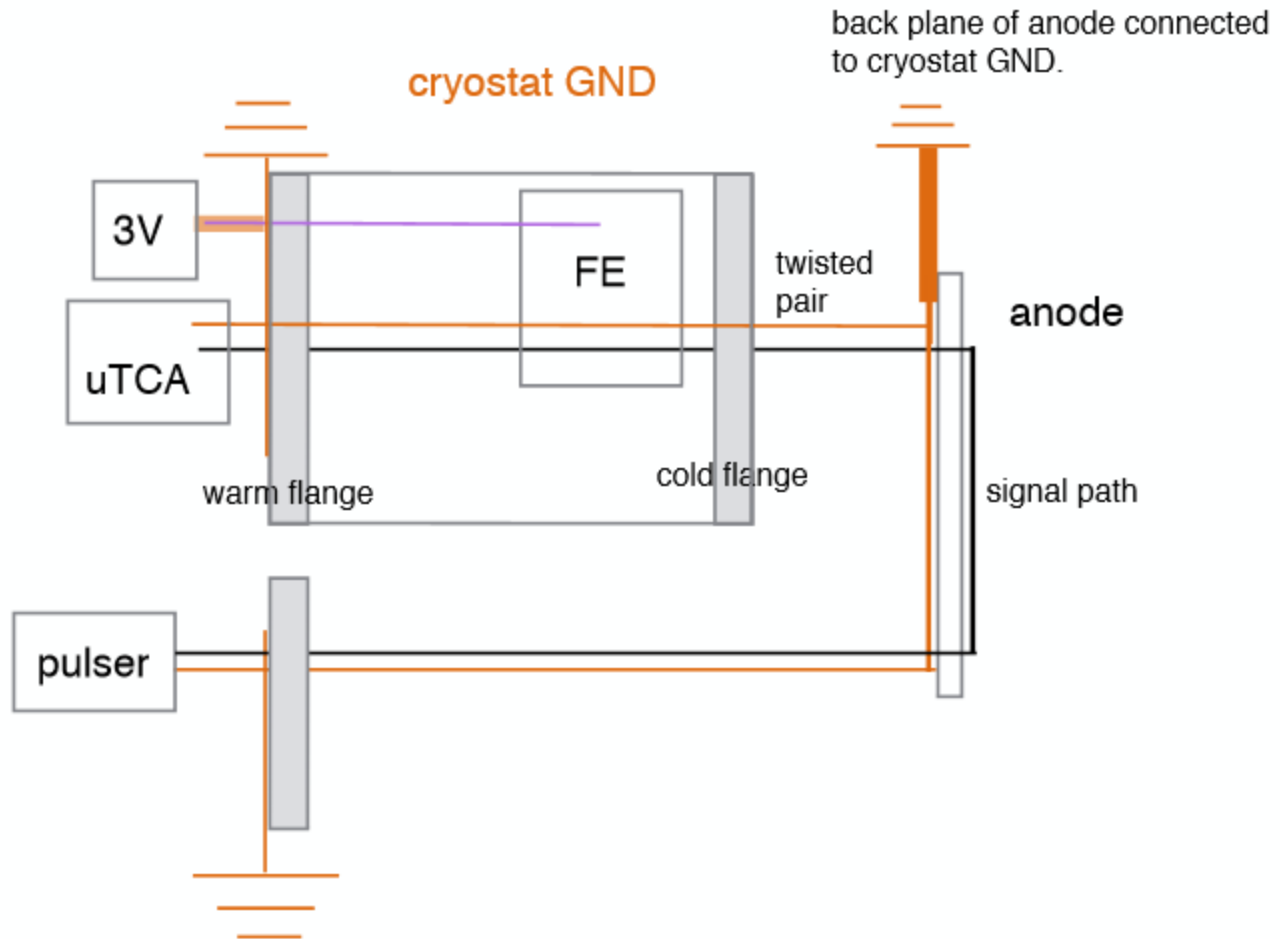 back plane of anode connected
to cryostat GND.
cryostat GND
3V
FE
twisted
pair
anode
uTCA
warm flange
cold flange
signal path
pulser